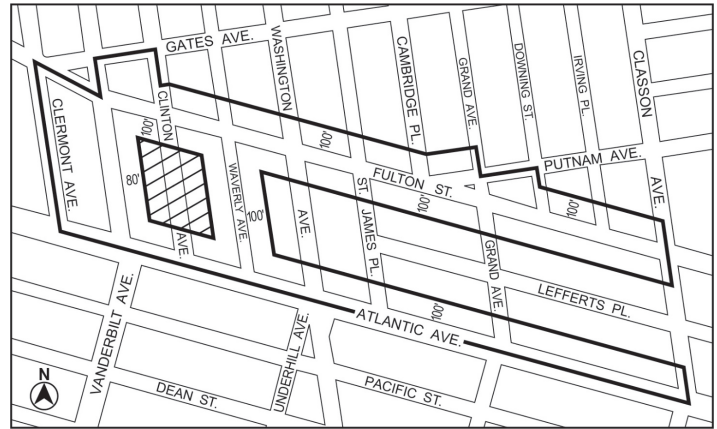 GATES AVE.
WASHINGTON
AVE.
CAMBRIDGE PL.
GRAND AVE.
DOWNING ST.
IRVING PL.
CLASSON
AVE.
CLERMONT AVE.
CLINTON
AVE.
100'
80'
WAVERLY AVE.
100'
100'
FULTON ST.
PUTNAM AVE.
100'
100'
ST. JAMES PL.
GRAND AVE.
LEFFERTS PL.
100'
ATLANTIC AVE.
VANDERBILT AVE.
UNDERHILL AVE.
DEAN ST.
PACIFIC ST.
N